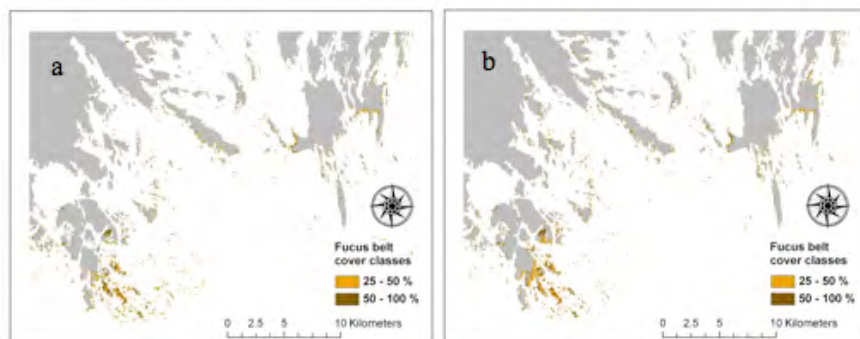 a
Fucus belt
cover classes
25 - 50 %
50 - 100 %
0 2.5 5 10 Kilometers
b
Fucus belt
cover classes
25 - 50 %
50 - 100 %
0 2.5 5 10 Kilometers